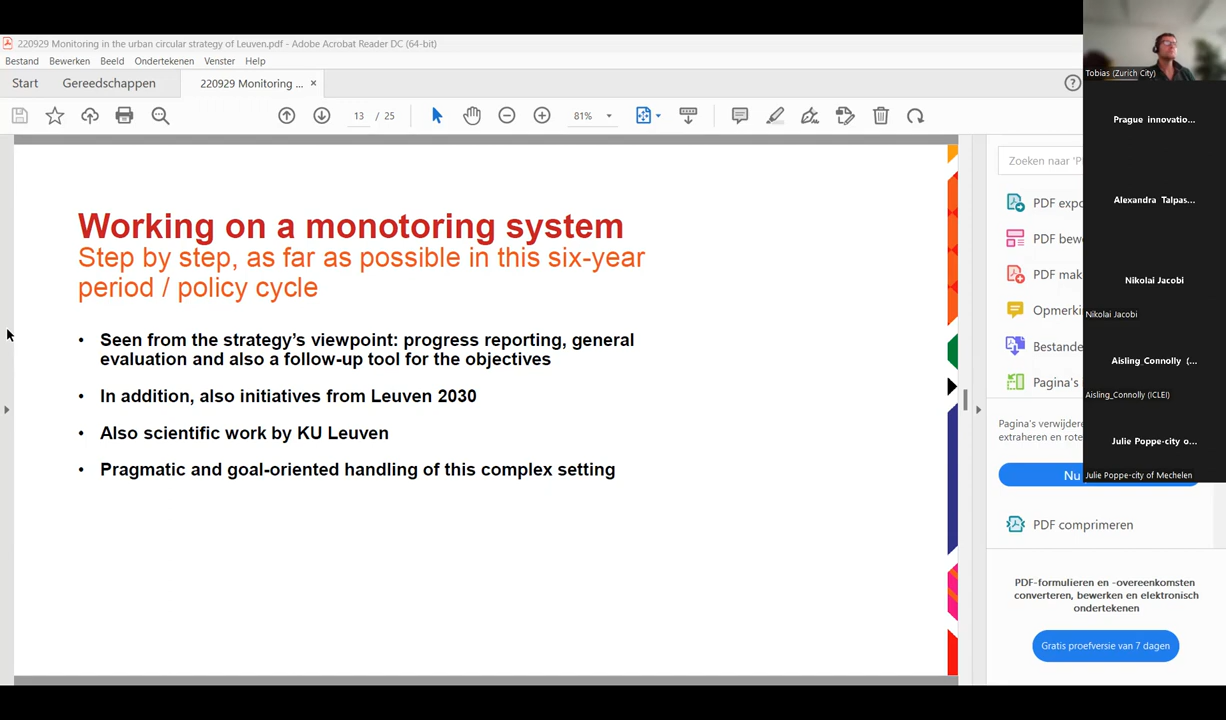 220929 Monitoring in the urban circular strategy of Leuven.pdf - Adobe Acrobat Reader DC (64-bit)
Bestand Bewerken Beeld Ondertekenen Venster Help
Start Gereedschappen 220929 Monitoring ... ×
13 / 25 81%
Working on a monotoring system
Step by step, as far as possible in this six-year
period / policy cycle
• Seen from the strategy's viewpoint: progress reporting, general
evaluation and also a follow-up tool for the objectives
• In addition, also initiatives from Leuven 2030
• Also scientific work by KU Leuven
• Pragmatic and goal-oriented handling of this complex setting
Zoeken naar 'P
PDF expo
PDF bew
PDF mak
Opmerki
Bestande
Pagina's
Pagina's verwijdere
extraheren en rote
Nu
PDF comprimeren
PDF-formulieren en -overeenkomsten
converteren, bewerken en elektronisch
ondertekenen
Gratis proefversie van 7 dagen
Tobias (Zurich City)
Prague innovatio...
Alexandra Talpas...
Nikolai Jacobi
Nikolai Jacobi
Aisling_Connolly (...
Aisling_Connolly (ICLEI)
Julie Poppe-city o...
Julie Poppe-city of Mechelen